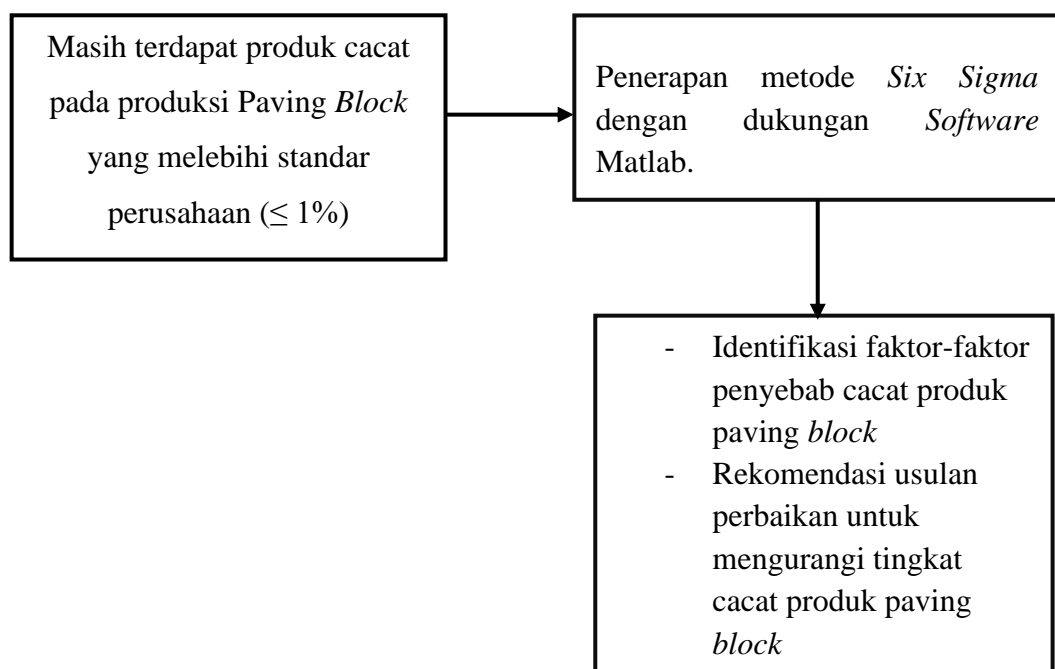 Masih terdapat produk cacat
pada produksi Paving Block
yang melebihi standar
perusahaan (≤ 1%)
Penerapan metode Six Sigma
dengan dukungan Software
Matlab.
- Identifikasi faktor-faktor
penyebab cacat produk
paving block
- Rekomendasi usulan
perbaikan untuk
mengurangi tingkat
cacat produk paving
block